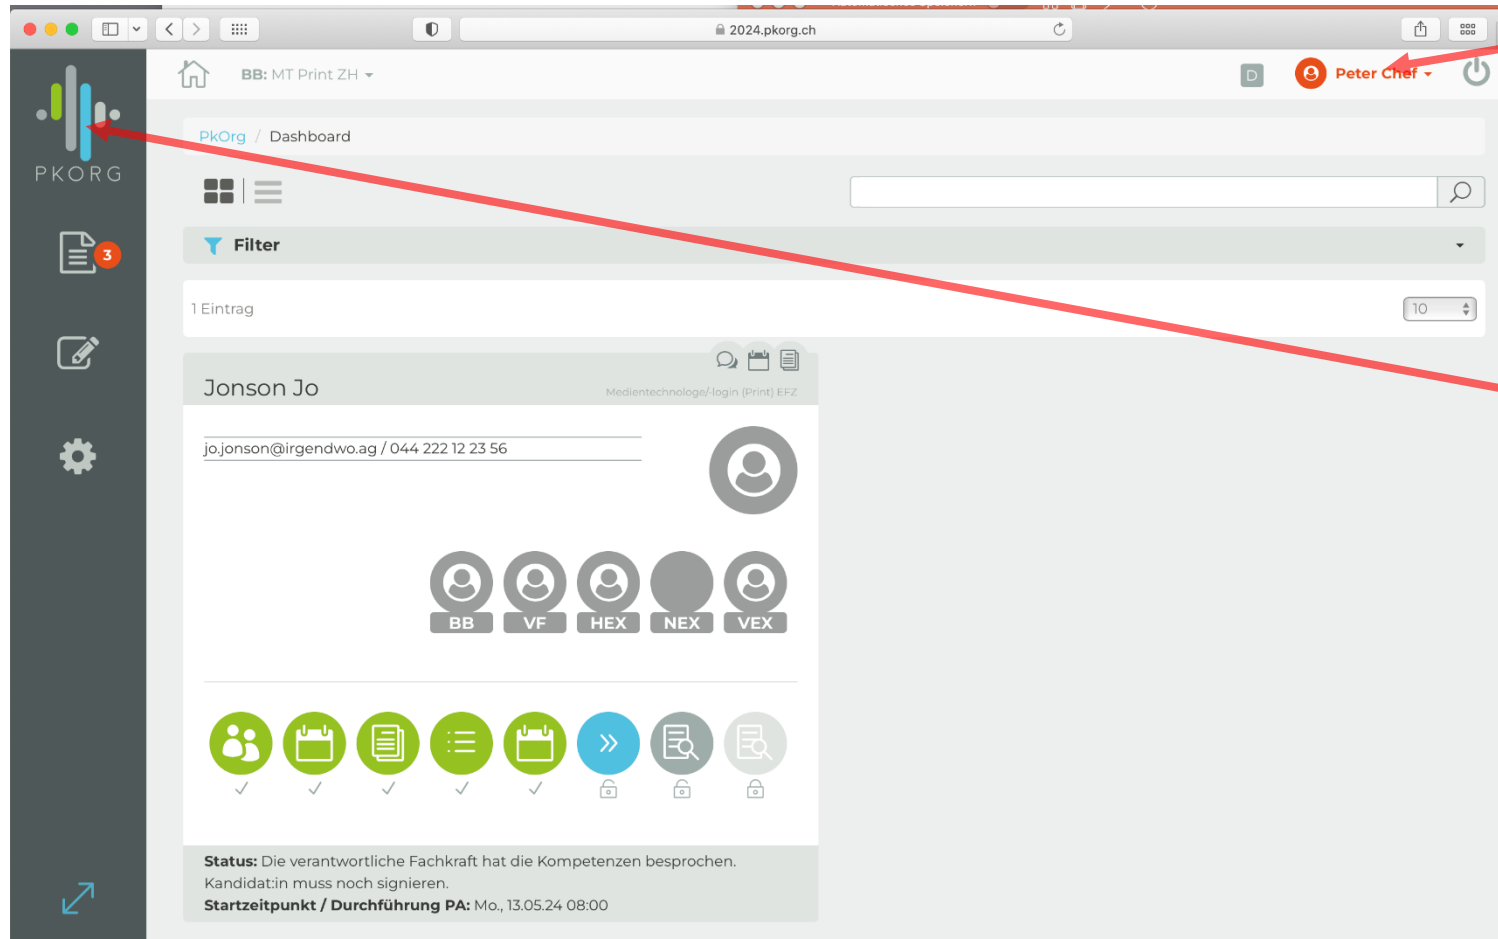 2024.pkorg.ch
BB: MT Print ZH
D
Peter Chef
PKORG
PkOrg / Dashboard
3
Filter
1 Eintrag
10
Jonson Jo
Medientechnologe/-login (Print) EFZ
jo.jonson@irgendwo.ag / 044 222 12 23 56
BB VF HEX NEX VEX
Status: Die verantwortliche Fachkraft hat die Kompetenzen besprochen.
Kandidat:in muss noch signieren.
Startzeitpunkt / Durchführung PA: Mo., 13.05.24 08:00